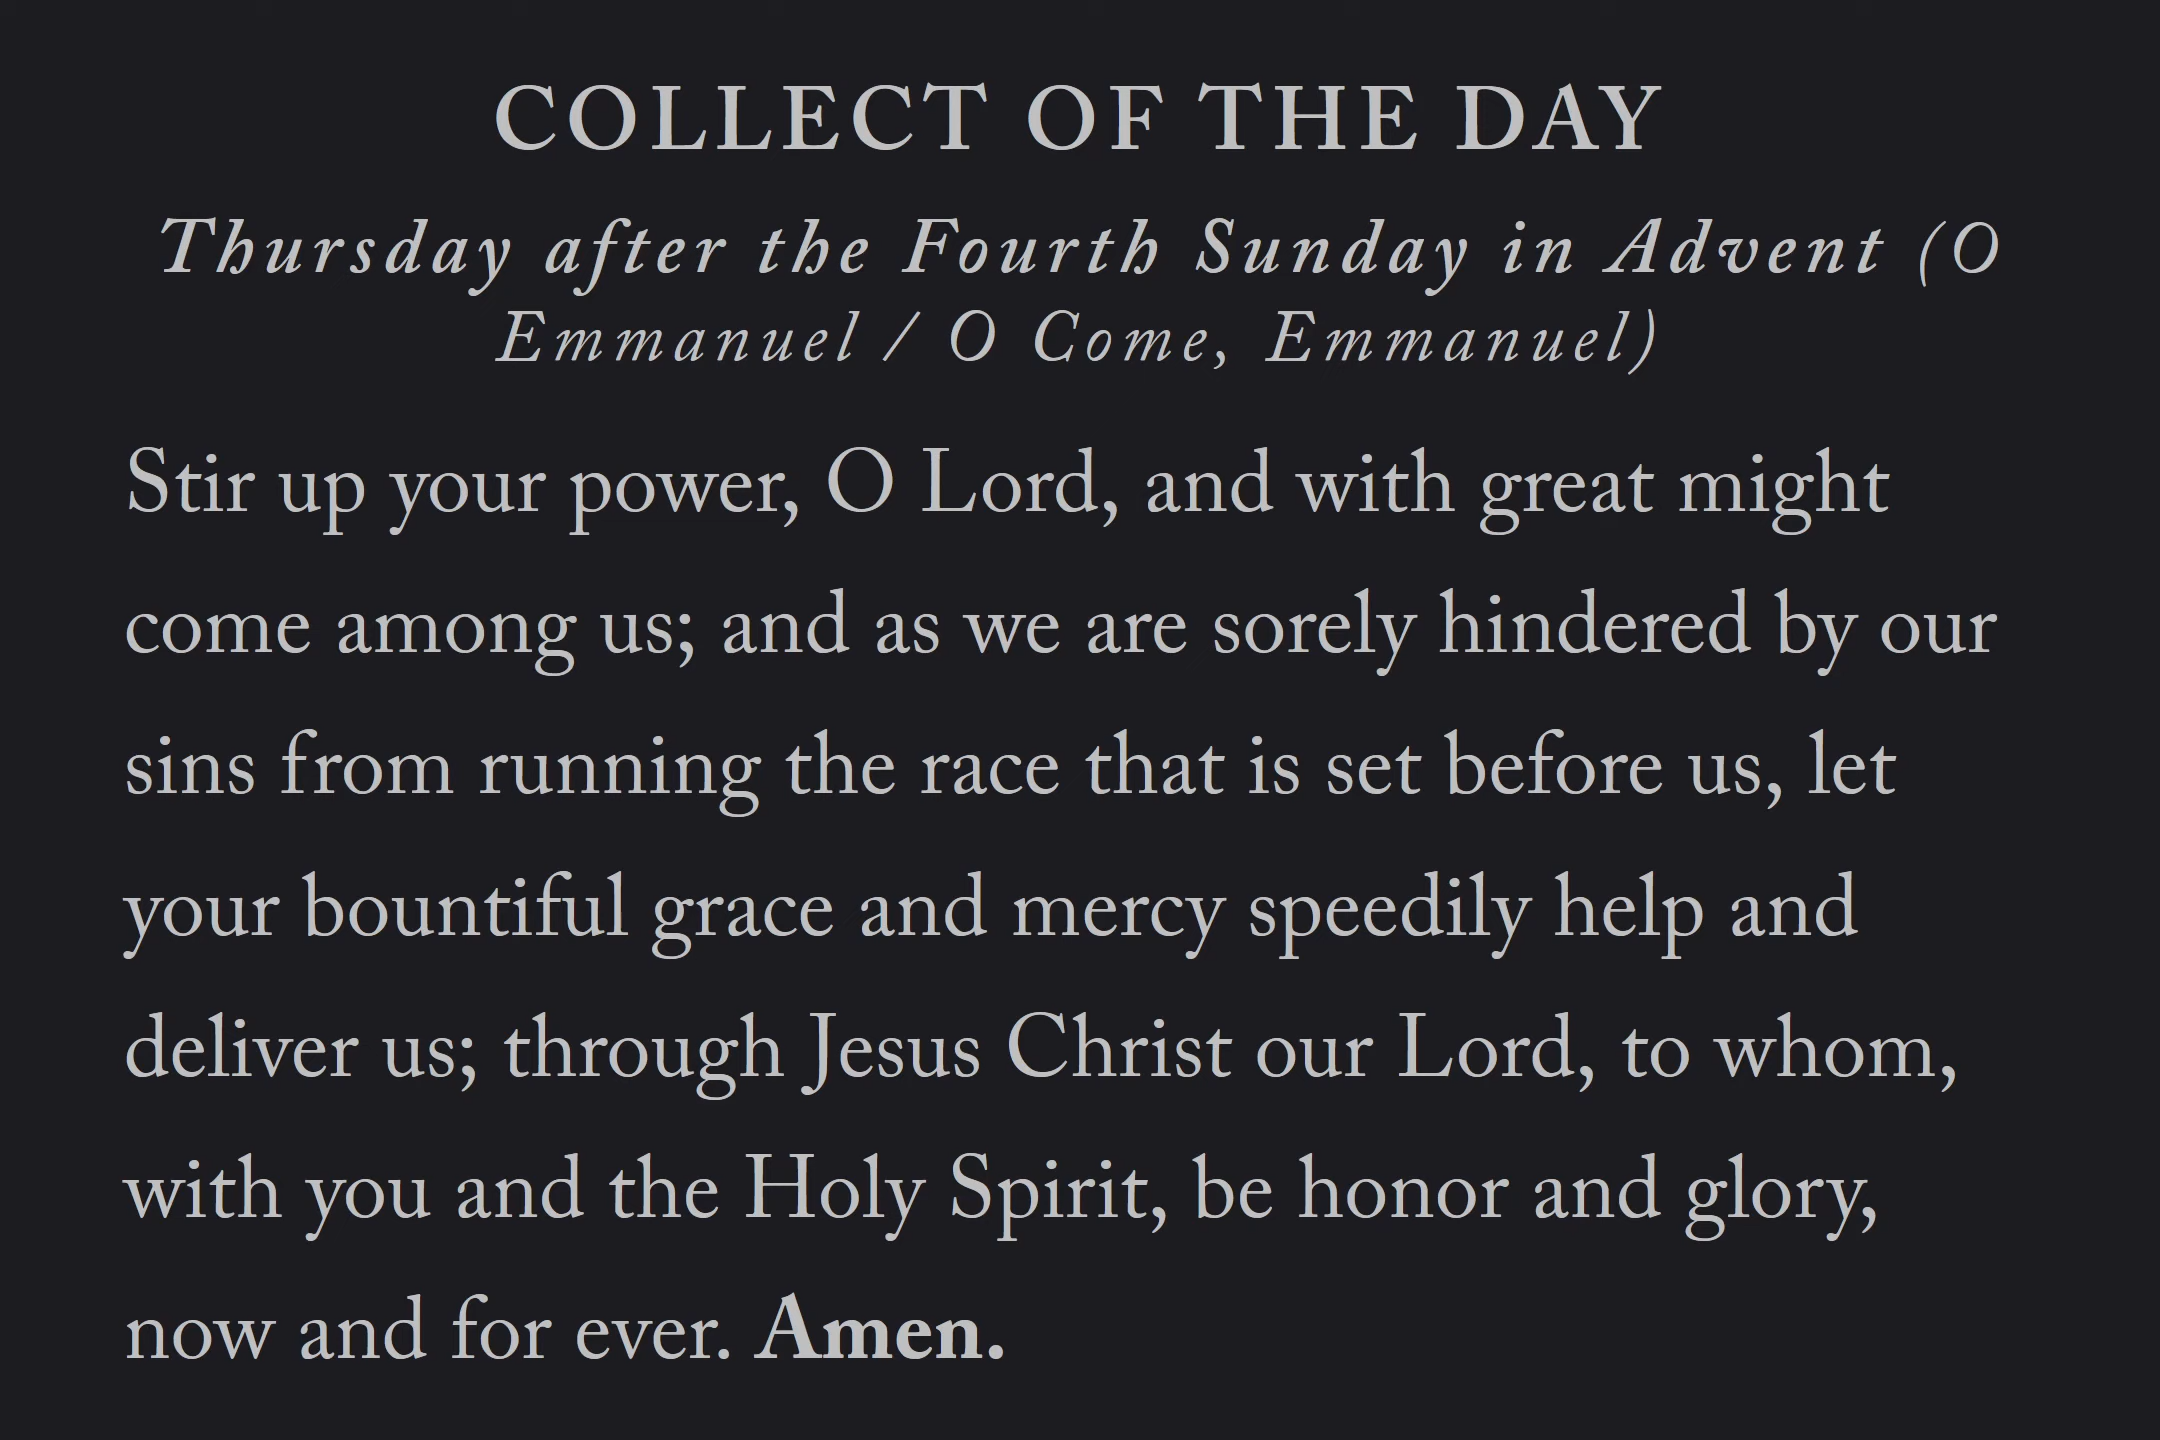 COLLECT OF THE DAY
Thursday after the Fourth Sunday in Advent (O
Emmanuel / O Come, Emmanuel)
Stir up your power, O Lord, and with great might
come among us; and as we are sorely hindered by our
sins from running the race that is set before us, let
your bountiful grace and mercy speedily help and
deliver us; through Jesus Christ our Lord, to whom,
with you and the Holy Spirit, be honor and glory,
now and for ever. Amen.